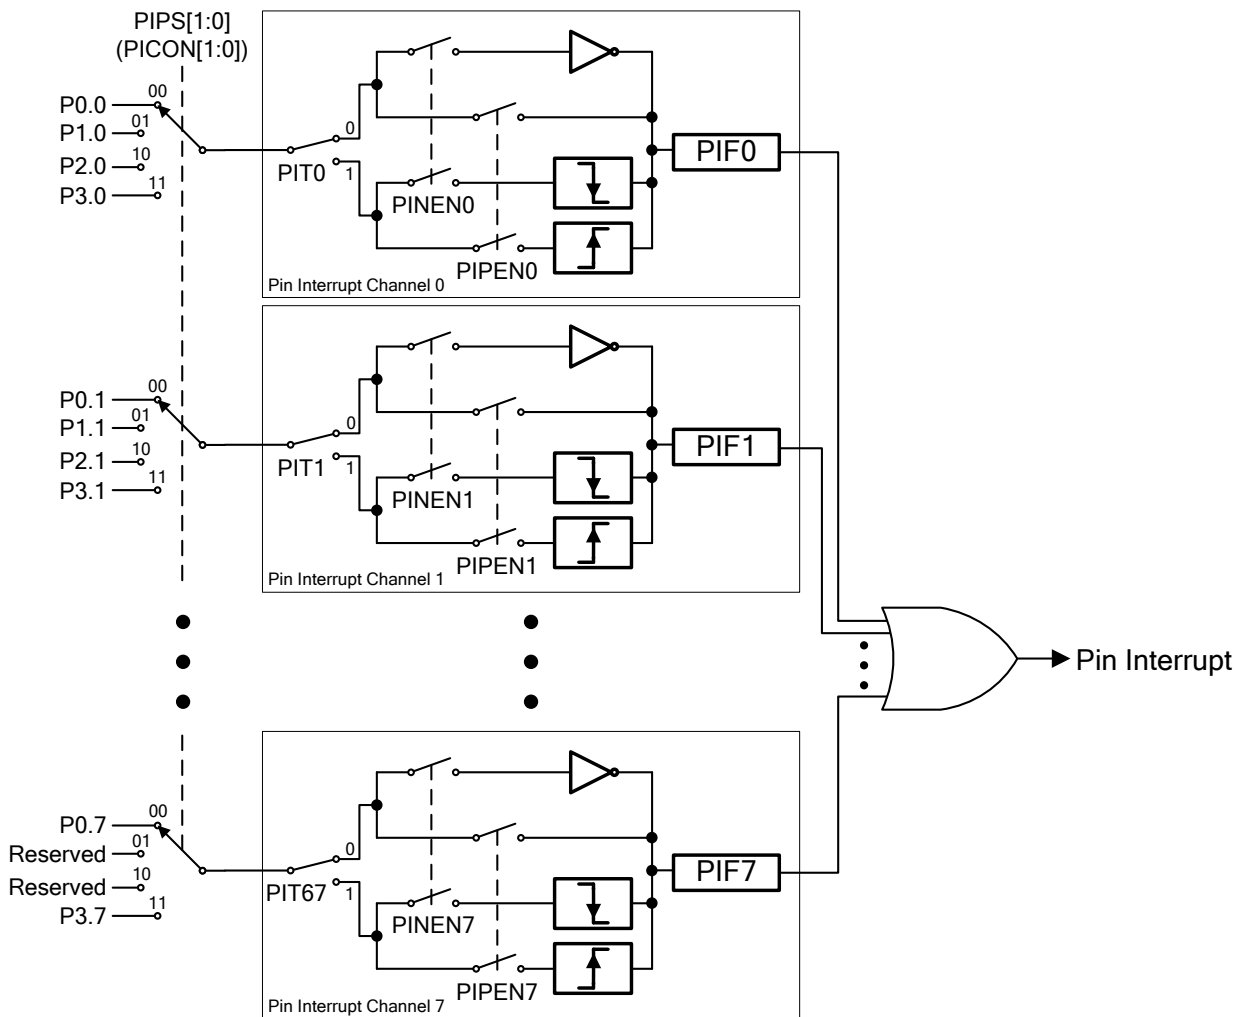 PIPS[1:0]
(PICON[1:0])
P0.0
00
P1.0
01
P2.0
10
P3.0
11
PIT0
0
1
PINEN0
PIPEN0
PIF0
Pin Interrupt Channel 0
P0.1
00
P1.1
01
P2.1
10
P3.1
11
PIT1
0
1
PINEN1
PIPEN1
PIF1
Pin Interrupt Channel 1
Pin Interrupt
P0.7
00
Reserved
01
Reserved
10
P3.7
11
PIT67
0
1
PINEN7
PIPEN7
PIF7
Pin Interrupt Channel 7